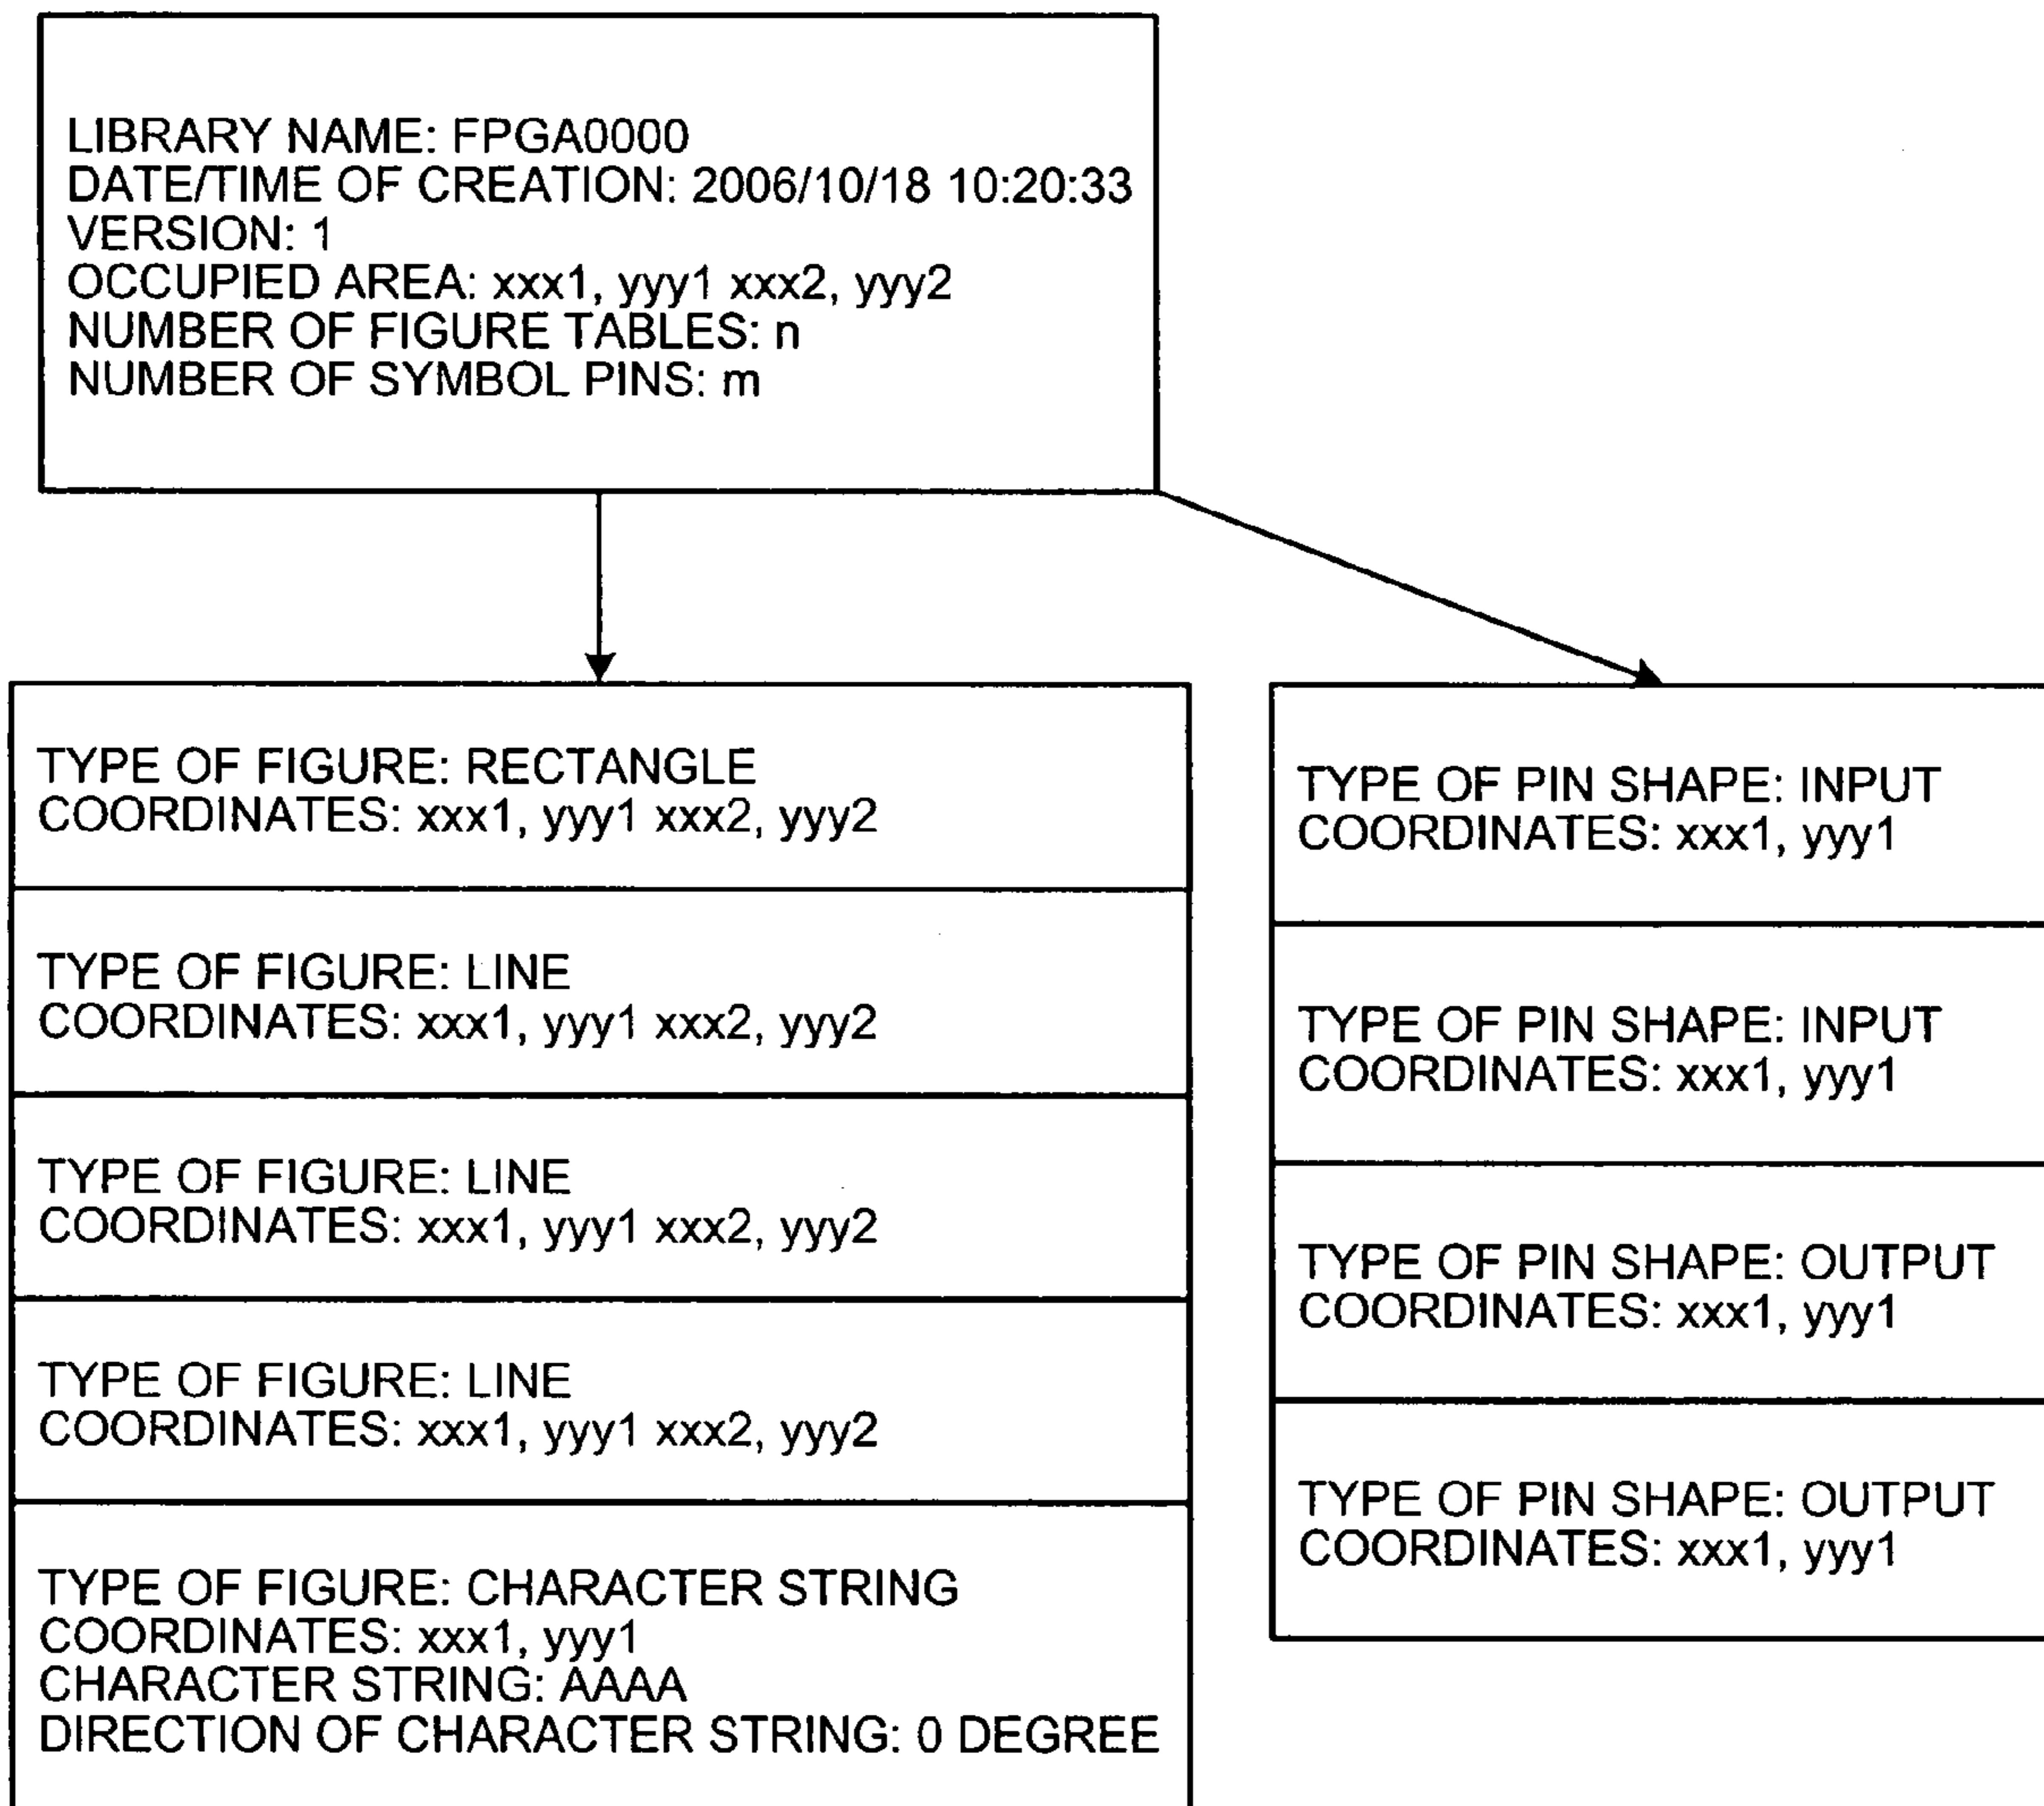 LIBRARY NAME: FPGA0000
DATE/TIME OF CREATION: 2006/10/18 10:20:33
VERSION: 1
OCCUPIED AREA: xxx1, yyy1 xxx2, yyy2
NUMBER OF FIGURE TABLES: n
NUMBER OF SYMBOL PINS: m
TYPE OF FIGURE: RECTANGLE
COORDINATES: xxx1, yyy1 xxx2, yyy2
TYPE OF FIGURE: LINE
COORDINATES: xxx1, yyy1 xxx2, yyy2
TYPE OF FIGURE: LINE
COORDINATES: xxx1, yyy1 xxx2, yyy2
TYPE OF FIGURE: LINE
COORDINATES: xxx1, yyy1 xxx2, yyy2
TYPE OF FIGURE: CHARACTER STRING
COORDINATES: xxx1, yyy1
CHARACTER STRING: AAAA
DIRECTION OF CHARACTER STRING: 0 DEGREE
TYPE OF PIN SHAPE: INPUT
COORDINATES: xxx1, yyy1
TYPE OF PIN SHAPE: INPUT
COORDINATES: xxx1, yyy1
TYPE OF PIN SHAPE: OUTPUT
COORDINATES: xxx1, yyy1
TYPE OF PIN SHAPE: OUTPUT
COORDINATES: xxx1, yyy1